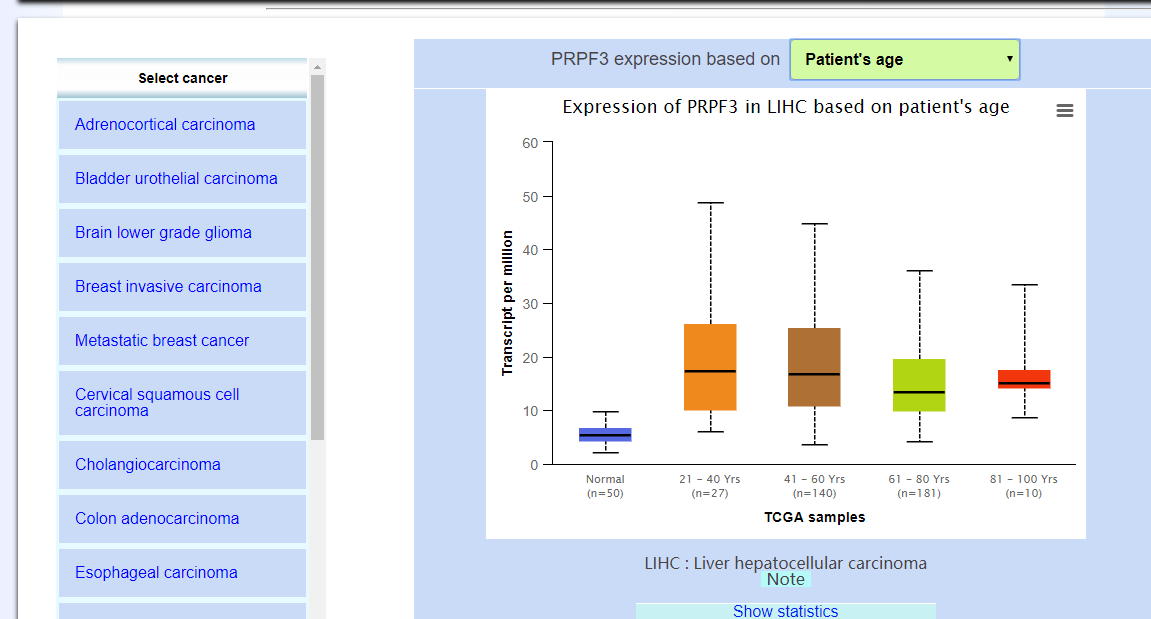 Select cancer
Adrenocortical carcinoma
Bladder urothelial carcinoma
Brain lower grade glioma
Breast invasive carcinoma
Metastatic breast cancer
Cervical squamous cell
carcinoma
Cholangiocarcinoma
Colon adenocarcinoma
Esophageal carcinoma
PRPF3 expression based on Patient's age
Expression of PRPF3 in LIHC based on patient's age
Transcript per million
60
50
40
30
20
10
0
Normal
(n=50)
21 – 40 Yrs
(n=27)
41 – 60 Yrs
(n=140)
61 – 80 Yrs
(n=181)
81 – 100 Yrs
(n=10)
TCGA samples
LIHC : Liver hepatocellular carcinoma
Note
Show statistics